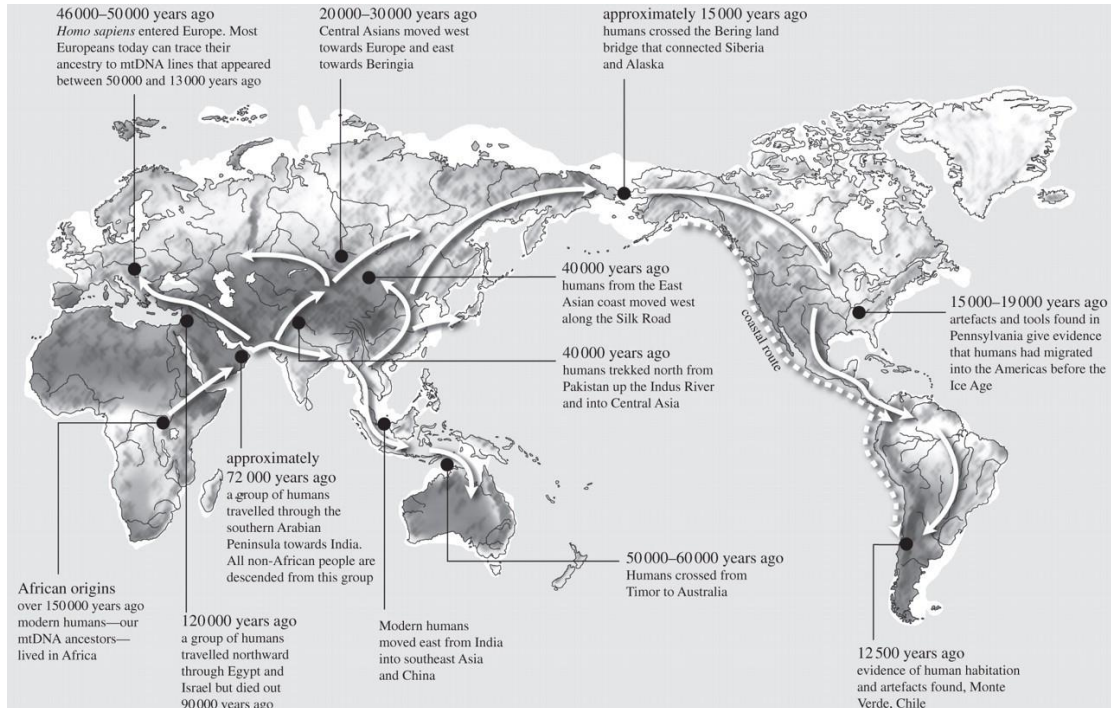 46 000–50 000 years ago
Homo sapiens entered Europe. Most
Europeans today can trace their
ancestry to mtDNA lines that appeared
between 50 000 and 13 000 years ago
20 000–30 000 years ago
Central Asians moved west
towards Europe and east
towards Beringia
approximately 15 000 years ago
humans crossed the Bering land
bridge that connected Siberia
and Alaska
40 000 years ago
humans from the East
Asian coast moved west
along the Silk Road
40 000 years ago
humans trekked north from
Pakistan up the Indus River
and into Central Asia
coastal route
15 000–19 000 years ago
artefacts and tools found in
Pennsylvania give evidence
that humans had migrated
into the Americas before the
Ice Age
African origins
over 150 000 years ago
modern humans—our
mtDNA ancestors—
lived in Africa
120 000 years ago
a group of humans
travelled northward
through Egypt and
Israel but died out
90 000 years ago
approximately
72 000 years ago
a group of humans
travelled through the
southern Arabian
Peninsula towards India.
All non-African people are
descended from this group
Modern humans
moved east from India
into southeast Asia
and China
50 000–60 000 years ago
Humans crossed from
Timor to Australia
12 500 years ago
evidence of human habitation
and artefacts found, Monte
Verde, Chile